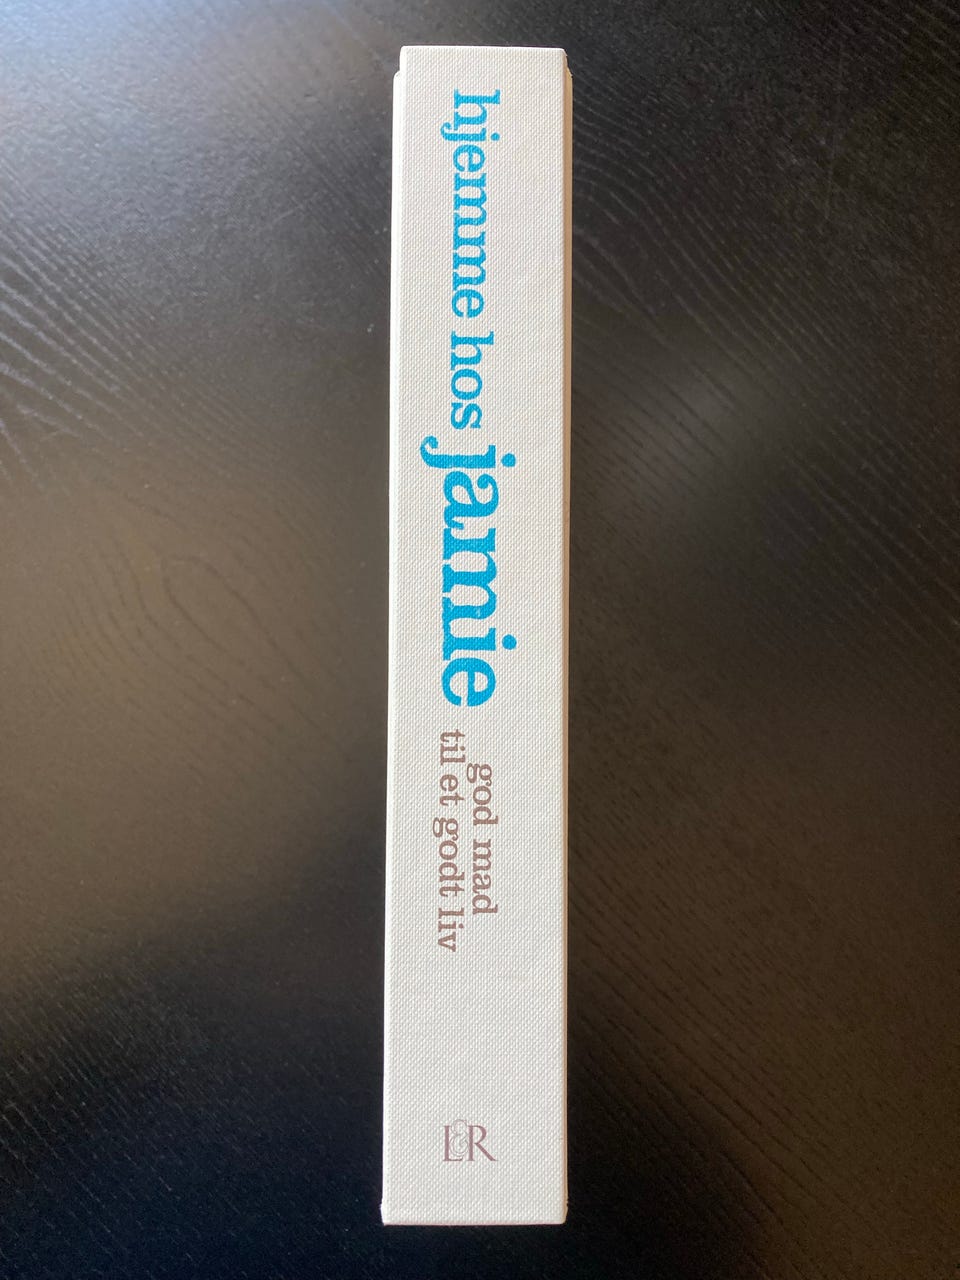 hjemme hos jamie
god mad
til et godt liv
L&R